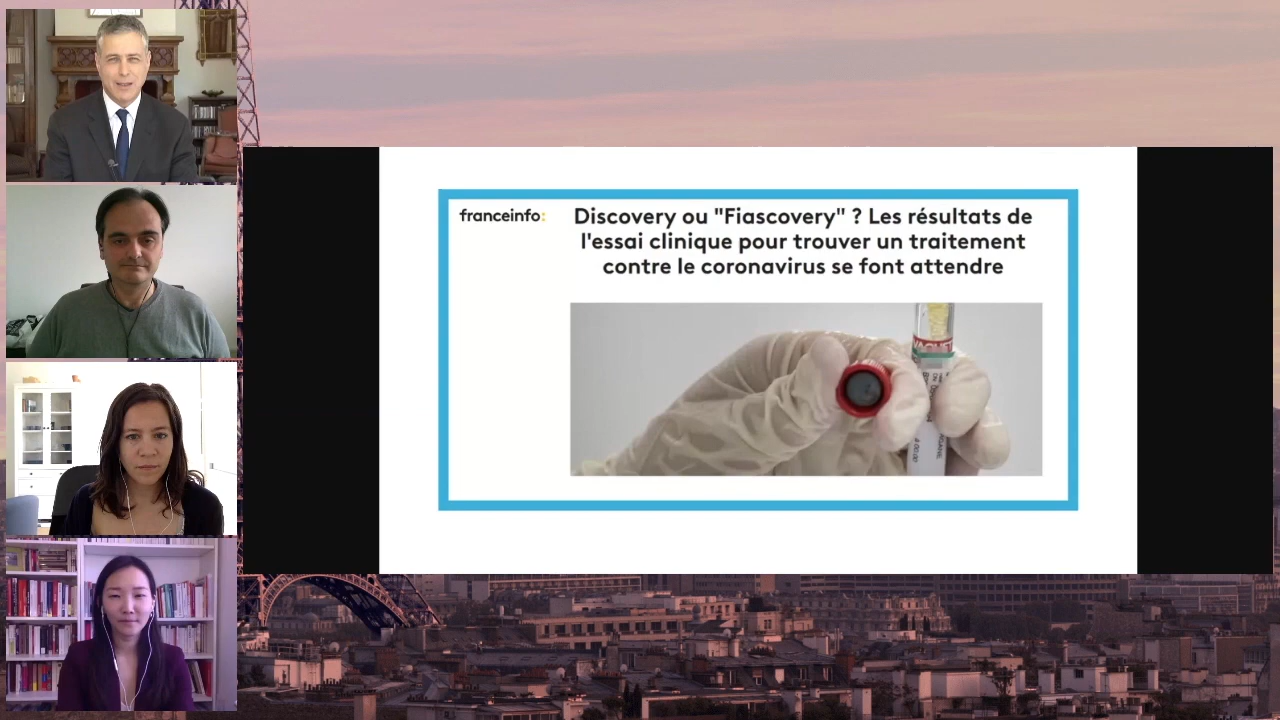 franceinfo:
Discovery ou "Fiascovery" ? Les résultats de
l'essai clinique pour trouver un traitement
contre le coronavirus se font attendre